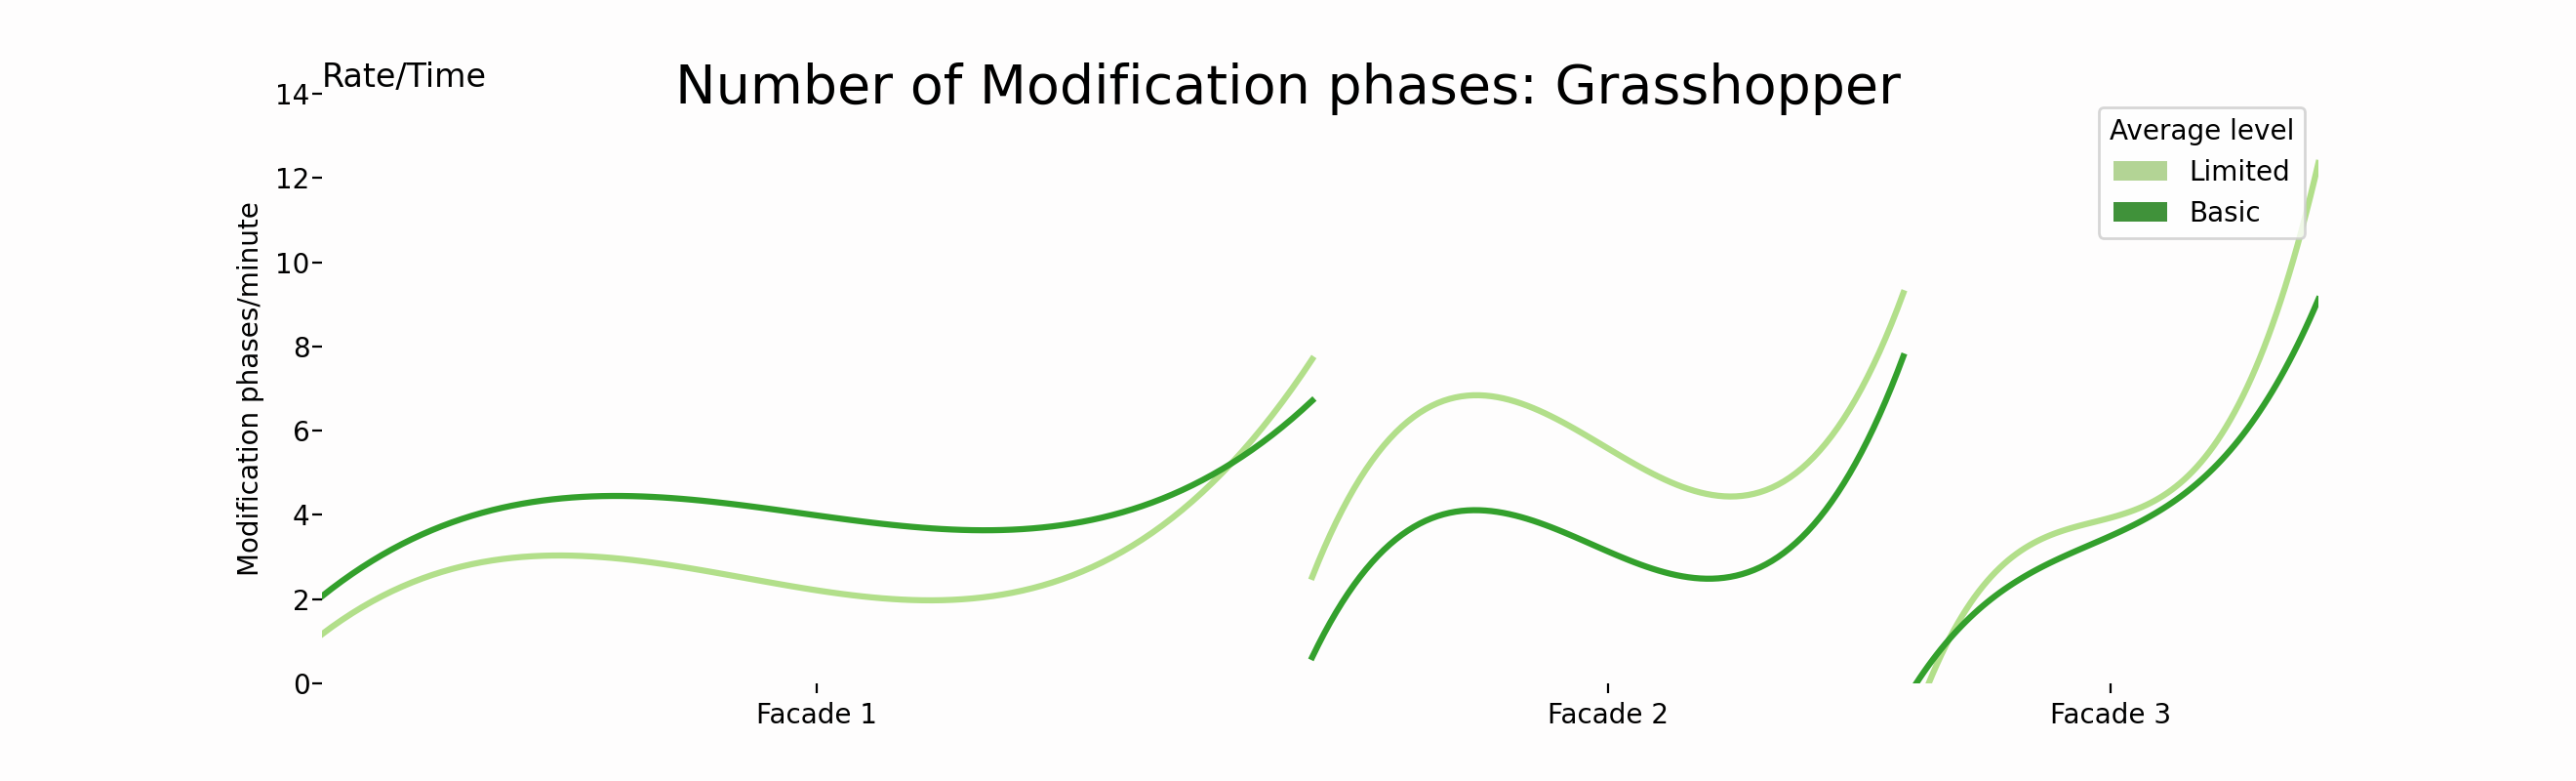 Rate/Time
Number of Modification phases: Grasshopper
Modification phases/minute
14
12
10
8
6
4
2
0
Average level
Limited
Basic
Facade 1
Facade 2
Facade 3